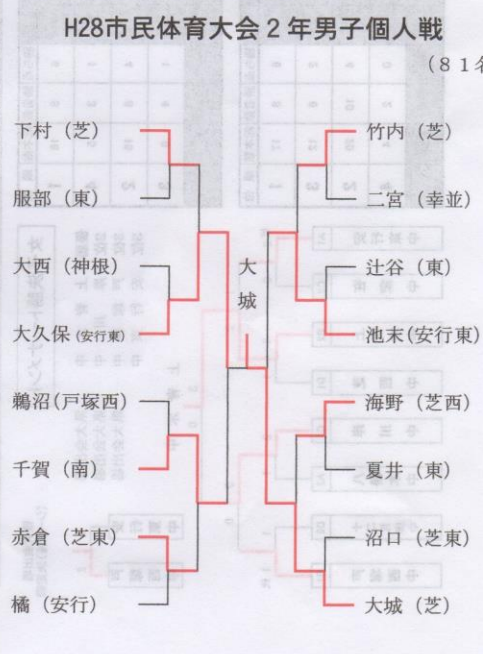 H28市民体育大会2年男子個人戦
(81名
下村(芝)
服部(東)
大西(神根)
大久保(安行東)
鵜沼(戸塚西)
千賀(南)
赤倉(芝東)
橘(安行)
大城
竹内(芝)
二宮(幸並)
辻谷(東)
池末(安行東)
海野(芝西)
夏井(東)
沼口(芝東)
大城(芝)